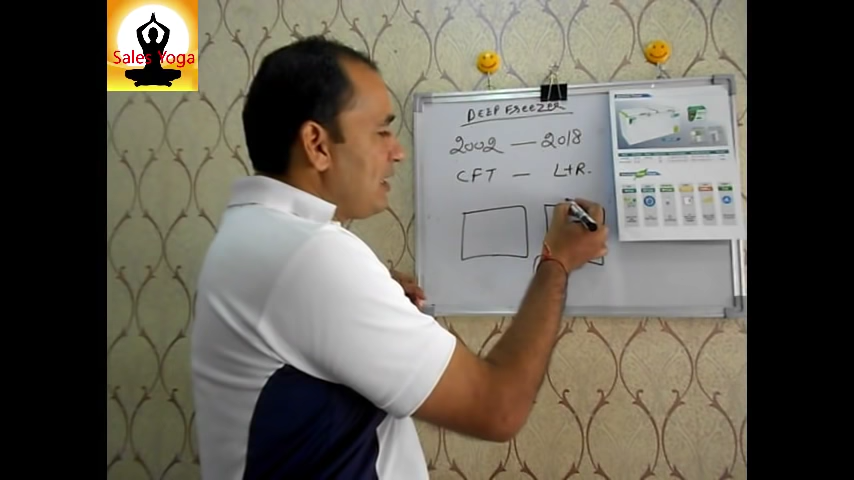 Sales Yoga
DEEP FREEZER
2002 — 2018
CFT — LTR.